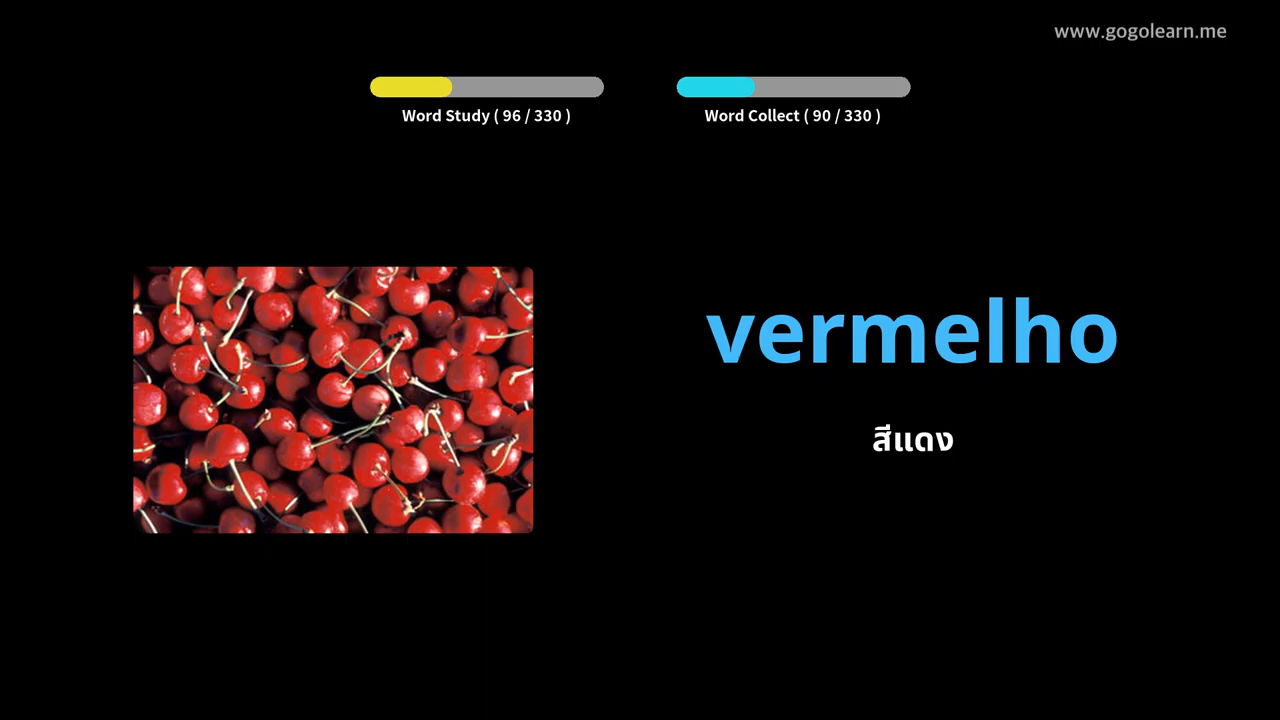 www.gogolearn.me
Word Study ( 96 / 330 )
Word Collect ( 90 / 330 )
vermelho
สีแดง